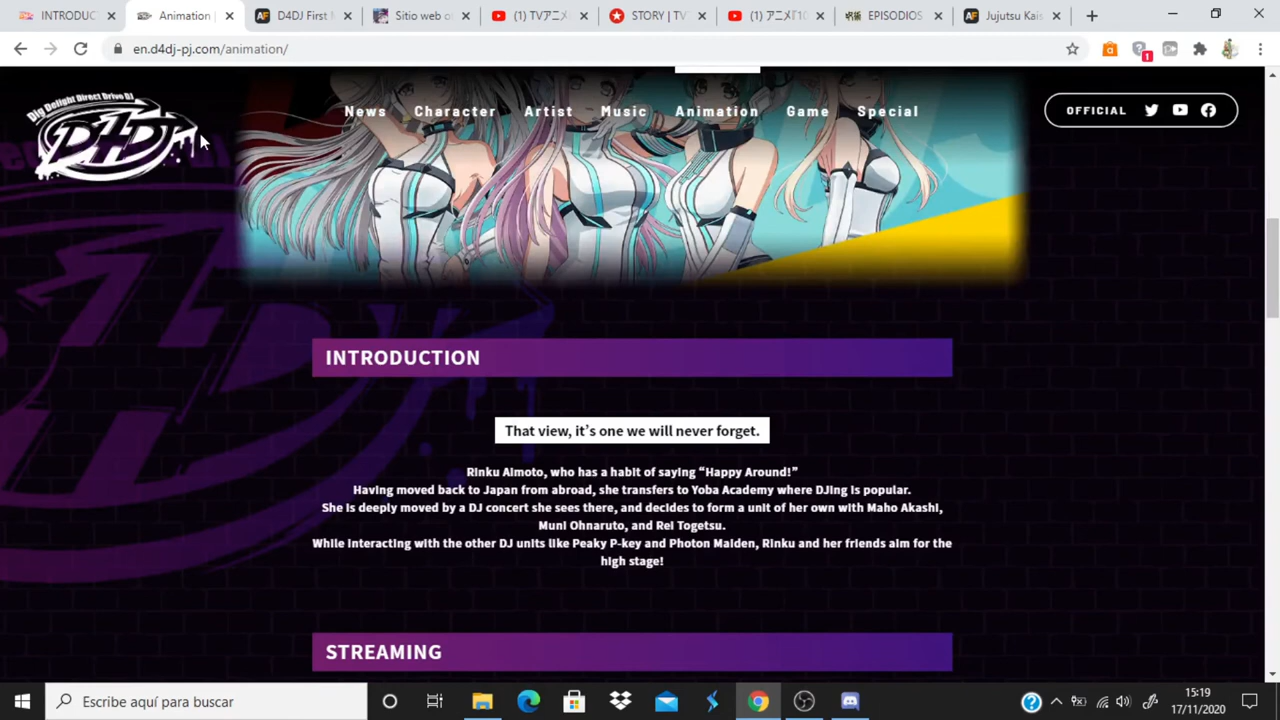 INTRODUC
Animation |
D4DJ First M
Sitio web of
(1) TVアニメ
STORY | TV
(1) アニメ『10
EPISODIOS
Jujutsu Kais
en.d4dj-pj.com/animation/
1
Dig Delight Direct Drive DJ
D4DJ
News
Character
Artist
Music
Animation
Game
Special
OFFICIAL
INTRODUCTION
That view, it's one we will never forget.
Rinku Aimoto, who has a habit of saying “Happy Around!”
Having moved back to Japan from abroad, she transfers to Yoba Academy where DJing is popular.
She is deeply moved by a DJ concert she sees there, and decides to form a unit of her own with Maho Akashi,
Muni Ohnaruto, and Rei Togetsu.
While interacting with the other DJ units like Peaky P-key and Photon Maiden, Rinku and her friends aim for the
high stage!
STREAMING
Escribe aquí para buscar
15:19
17/11/2020